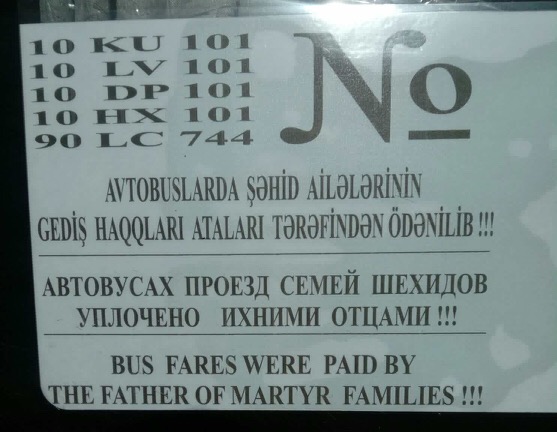 10 KU 101
10 LV 101
10 DP 101
10 HX 101
90 LC 744
№
AVTOBUSLARDA ŞƏHİD AİLƏLƏRİNİN
GEDİŞ HAQQLARI ATALARI TƏRƏFİNDƏN ÖDƏNİLİB !!!
АВТОВУСАХ ПРОЕЗД СЕМЕЙ ШЕХИДОВ
УПЛОЧЕНО ИХНИМИ ОТЦАМИ !!!
BUS FARES WERE PAID BY
THE FATHER OF MARTYR FAMILIES !!!